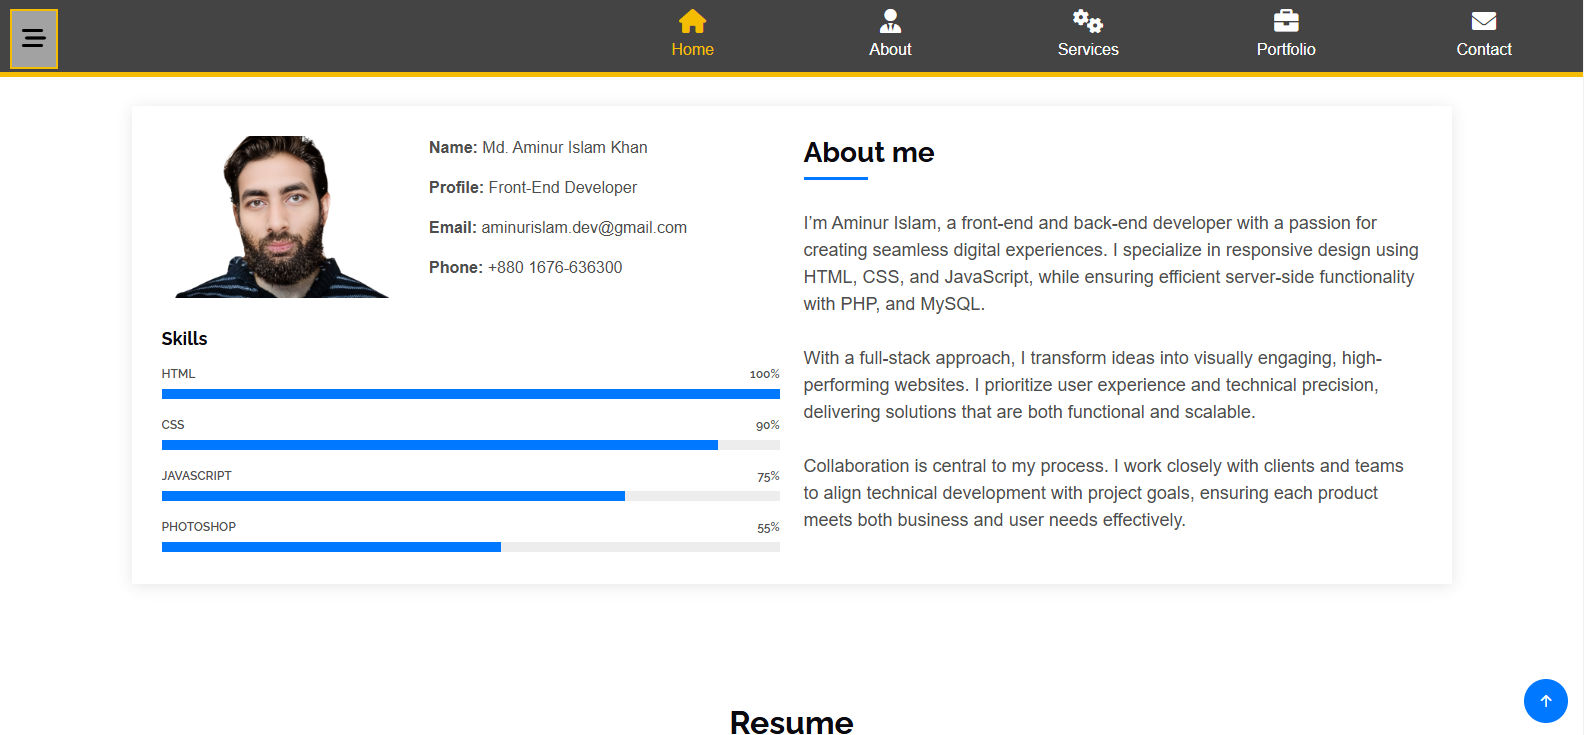 Home
About
Services
Portfolio
Contact
Name: Md. Aminur Islam Khan
Profile: Front-End Developer
Email: aminurislam.dev@gmail.com
Phone: +880 1676-636300
Skills
HTML 100%
CSS 90%
JAVASCRIPT 75%
PHOTOSHOP 55%
About me
I’m Aminur Islam, a front-end and back-end developer with a passion for
creating seamless digital experiences. I specialize in responsive design using
HTML, CSS, and JavaScript, while ensuring efficient server-side functionality
with PHP, and MySQL.
With a full-stack approach, I transform ideas into visually engaging, high-
performing websites. I prioritize user experience and technical precision,
delivering solutions that are both functional and scalable.
Collaboration is central to my process. I work closely with clients and teams
to align technical development with project goals, ensuring each product
meets both business and user needs effectively.
Resume